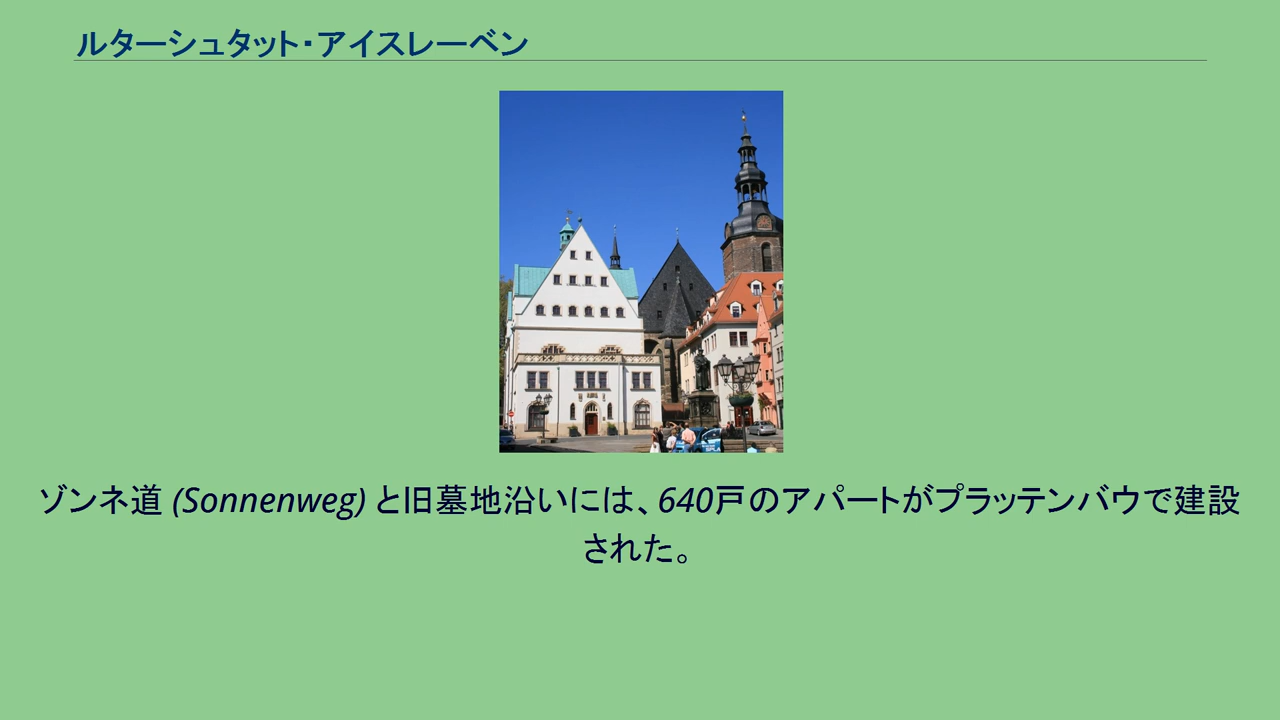 ルターシュタット・アイスレーベン
ゾンネ道 (Sonnenweg) と旧墓地沿いには、640戸のアパートがプラッテンバウで建設
された。